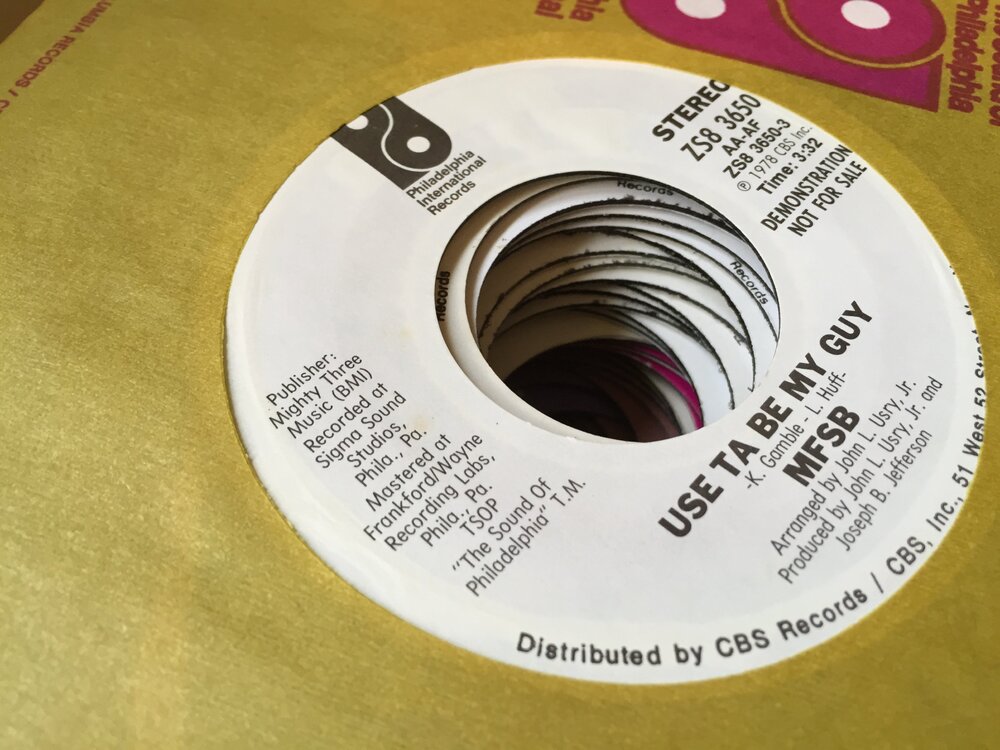 UMBIA RECORDS / C
Philadelphia
Philadelphia
International
Records
STEREO
ZS8 3650
AA-AF
ZS8 3650-3
℗ 1978 CBS Inc.
Time: 3:32
DEMONSTRATION
NOT FOR SALE
Records
Records
Records
Publisher:
Mighty Three
Music (BMI)
Recorded at
Sigma Sound
Studios,
Phila., Pa.
Mastered at
Frankford/Wayne
Recording Labs,
Phila., Pa.
TSOP
"The Sound Of
Philadelphia" T.M.
USE TA BE MY GUY
-K. Gamble - L. Huff-
MFSB
Arranged by John L. Usry, Jr.
Produced by John L. Usry, Jr. and
Joseph B. Jefferson
Distributed by CBS Records / CBS, Inc., 51 West 52 Street, N